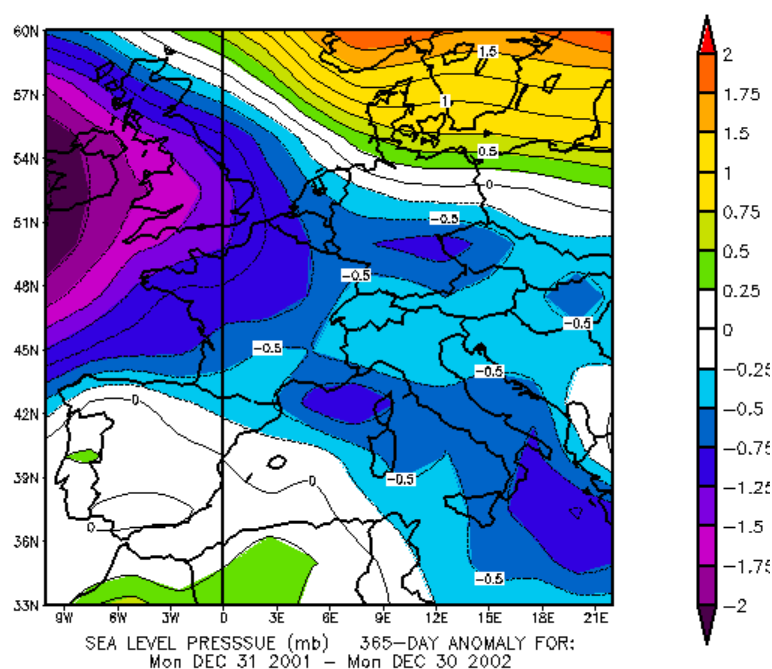 60N
57N
54N
51N
48N
45N
42N
39N
36N
33N
9W 6W 3W 0 3E 6E 9E 12E 15E 18E 21E
1.5
1
0.5
0
-0.5
-0.5
-0.5
-0.5
-0.5
0
-0.5
0
0
-0.5
2
1.75
1.5
1
0.75
0.5
0.25
0
-0.25
-0.5
-0.75
-1.25
-1.5
-1.75
-2
SEA LEVEL PRESSSUE (mb) 365-DAY ANOMALY FOR:
Mon DEC 31 2001 - Mon DEC 30 2002